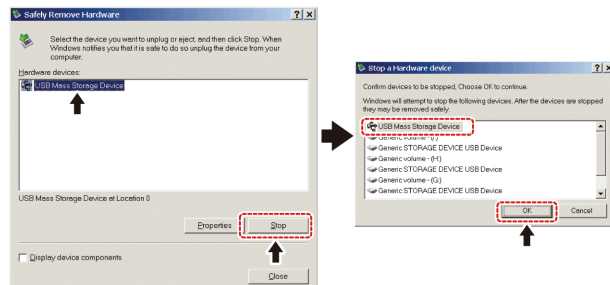 Safely Remove Hardware
Select the device you want to unplug or eject, and then click Stop. When
Windows notifies you that it is safe to do so unplug the device from your
computer.
Hardware devices:
USB Mass Storage Device
USB Mass Storage Device at Location 0
Properties
Stop
Display device components
Close
Stop a Hardware device
Confirm devices to be stopped, Choose OK to continue.
Windows will attempt to stop the following devices. After the devices are stopped
they may be removed safely.
USB Mass Storage Device
Generic volume - (I:)
Generic STORAGE DEVICE USB Device
Generic volume - (H:)
Generic STORAGE DEVICE USB Device
Generic volume - (G:)
Generic STORAGE DEVICE USB Device
OK
Cancel